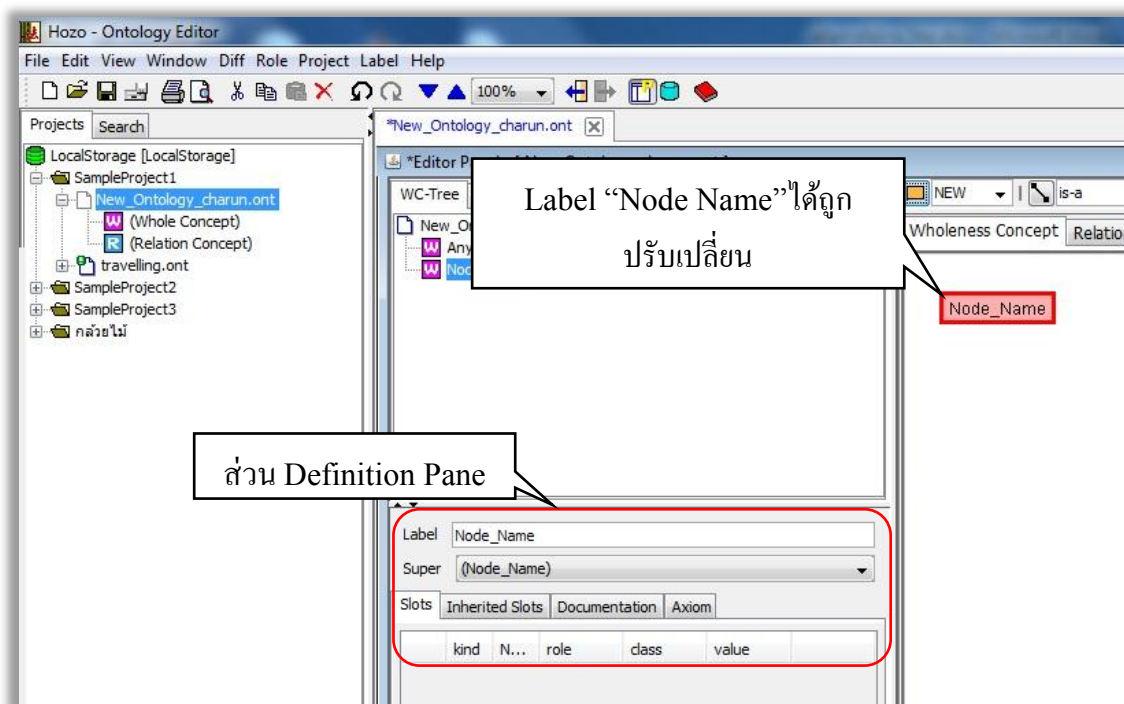 Hozo - Ontology Editor
File Edit View Window Diff Role Project Label Help
100%
Projects Search
*New_Ontology_charun.ont
LocalStorage [LocalStorage]
SampleProject1
New_Ontology_charun.ont
W (Whole Concept)
R (Relation Concept)
travelling.ont
SampleProject2
SampleProject3
กล้วยไม้
*Editor
WC-Tree
W
W
Label “Node Name”ได้ถูก
ปรับเปลี่ยน
NEW is-a
Wholeness Concept
Node_Name
ส่วน Definition Pane
Label Node_Name
Super (Node_Name)
Slots Inherited Slots Documentation Axiom
kind N... role class value